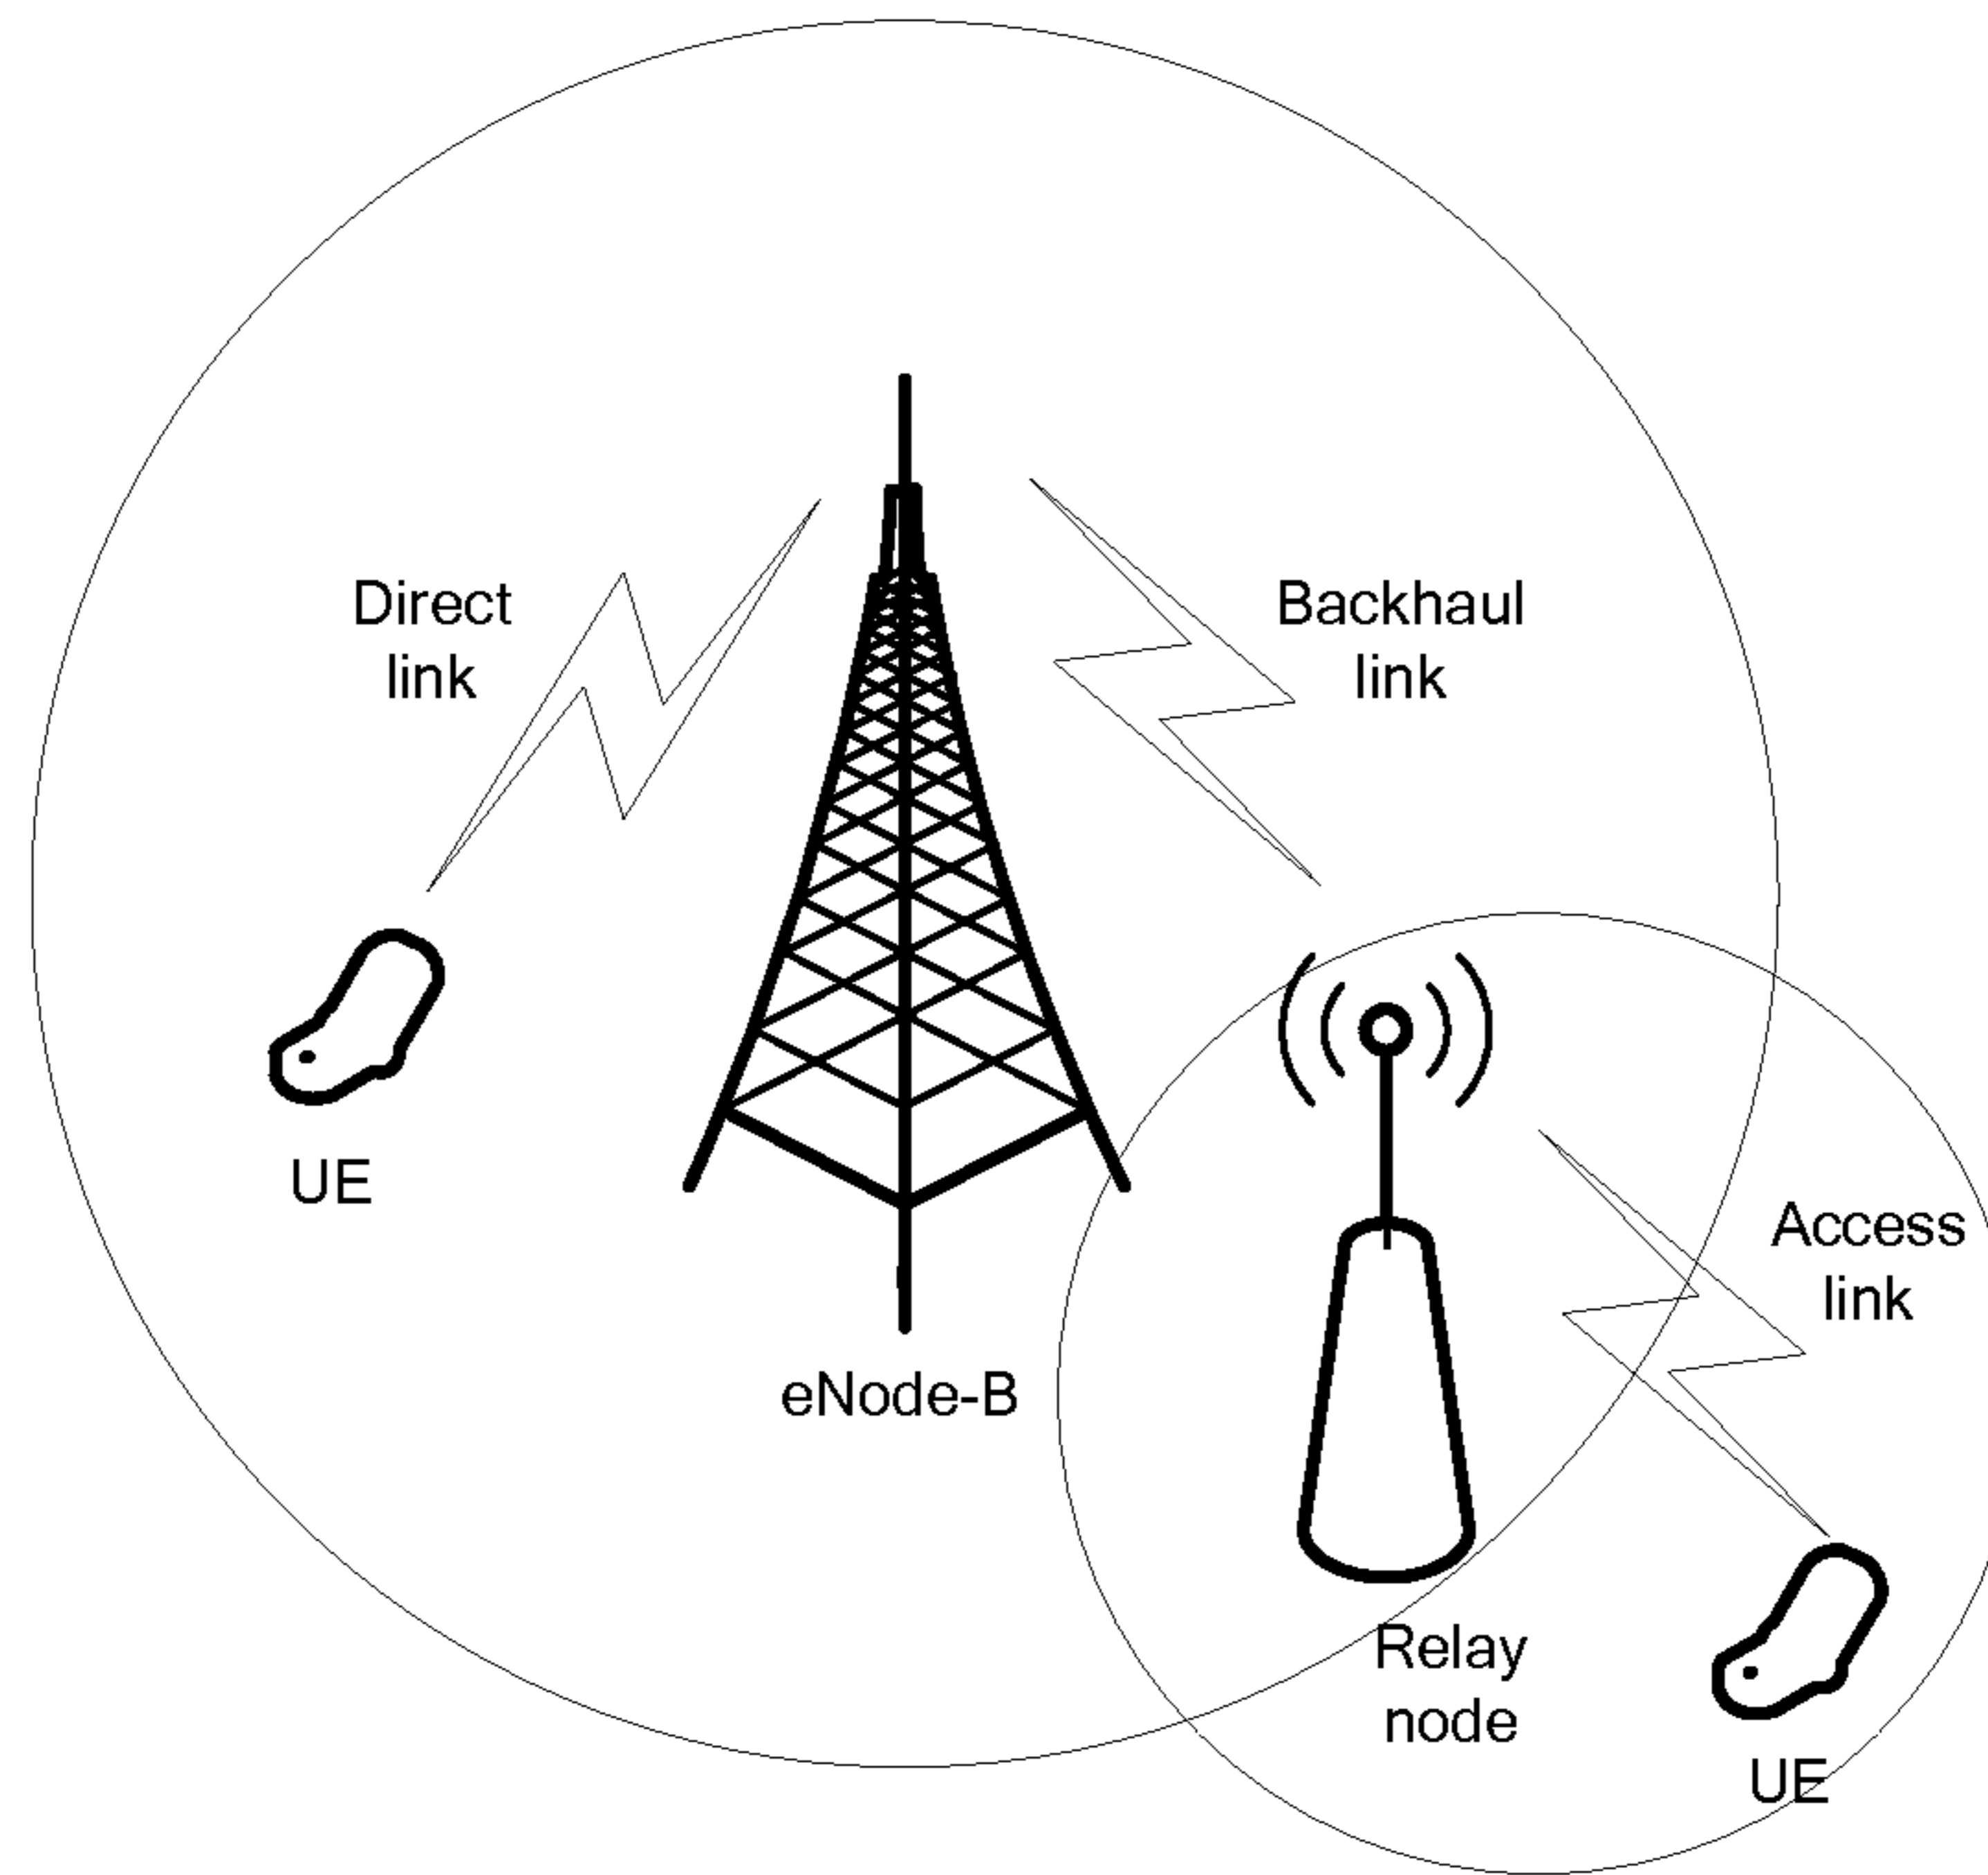 Direct
link
Backhaul
link
UE
Access
link
eNode-B
Relay
node
UE